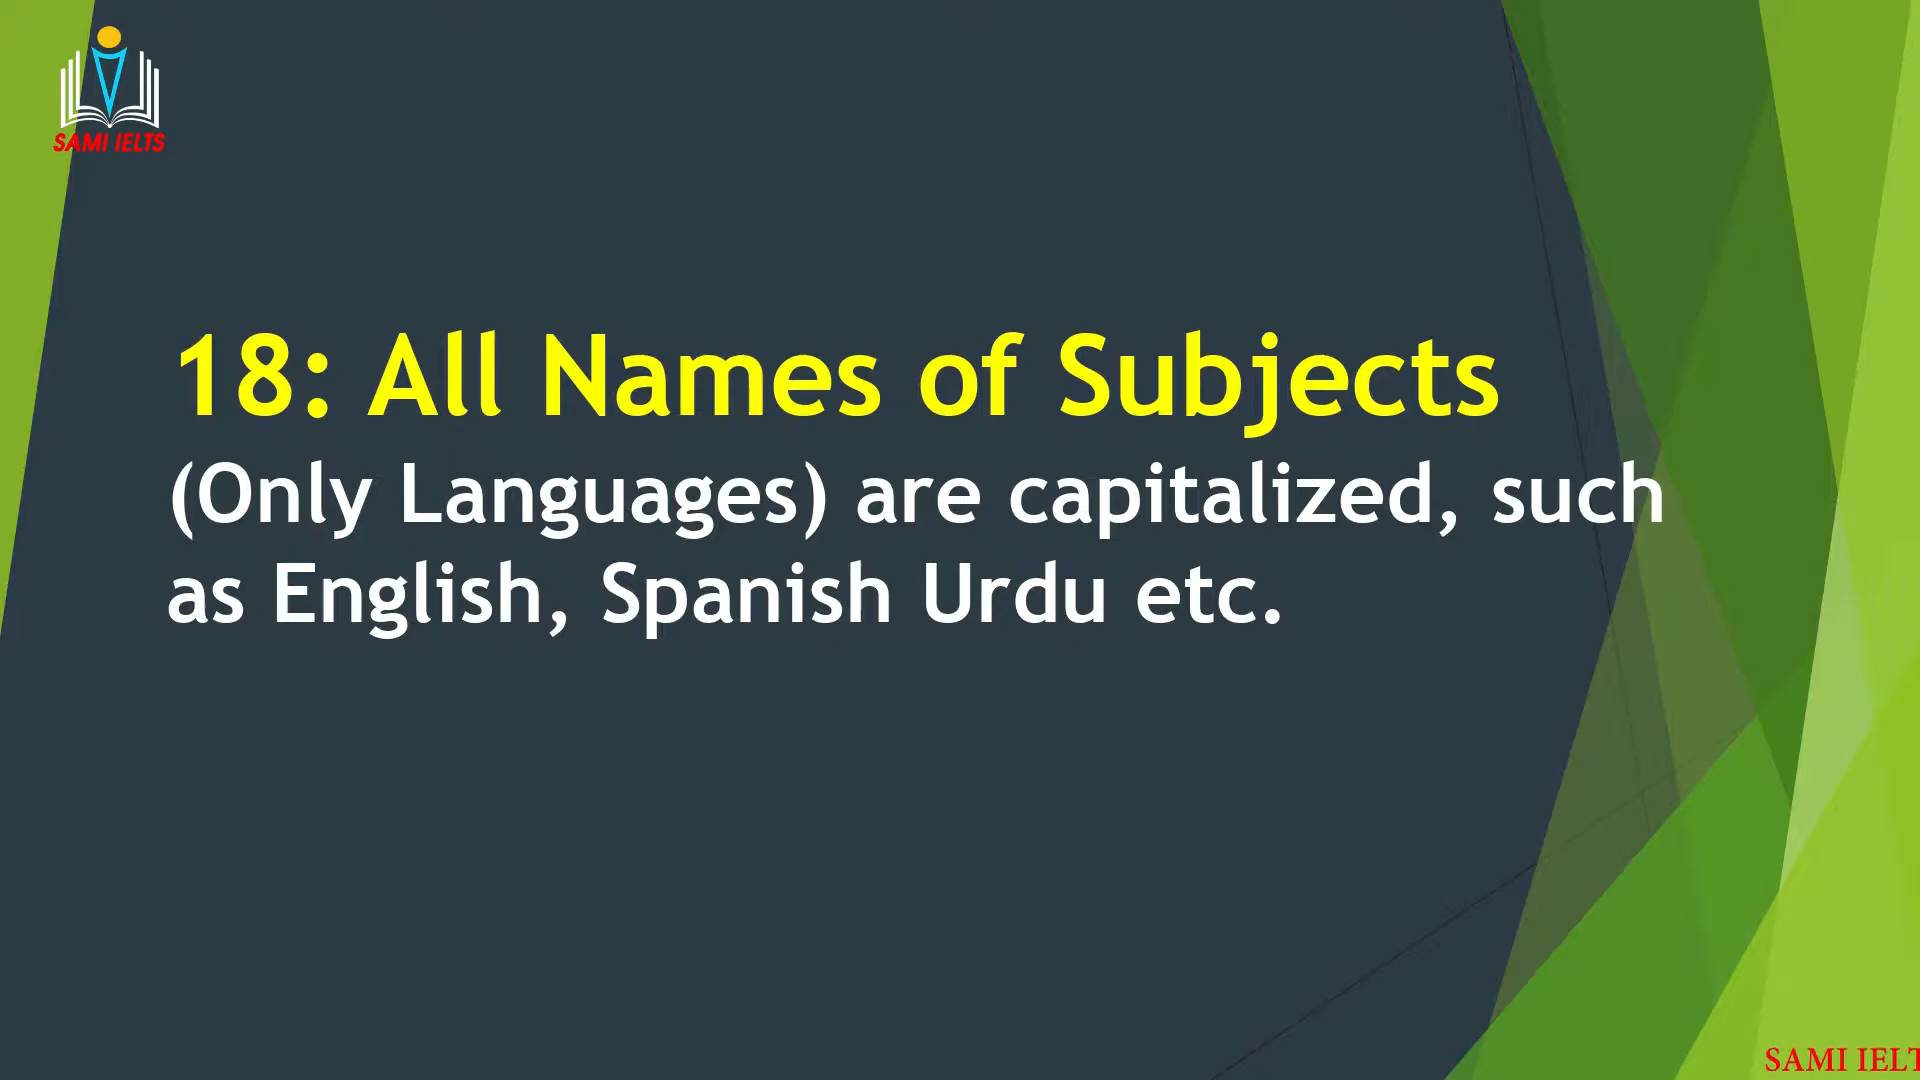 SAMI IELTS
18: All Names of Subjects
(Only Languages) are capitalized, such
as English, Spanish Urdu etc.
SAMI IELT